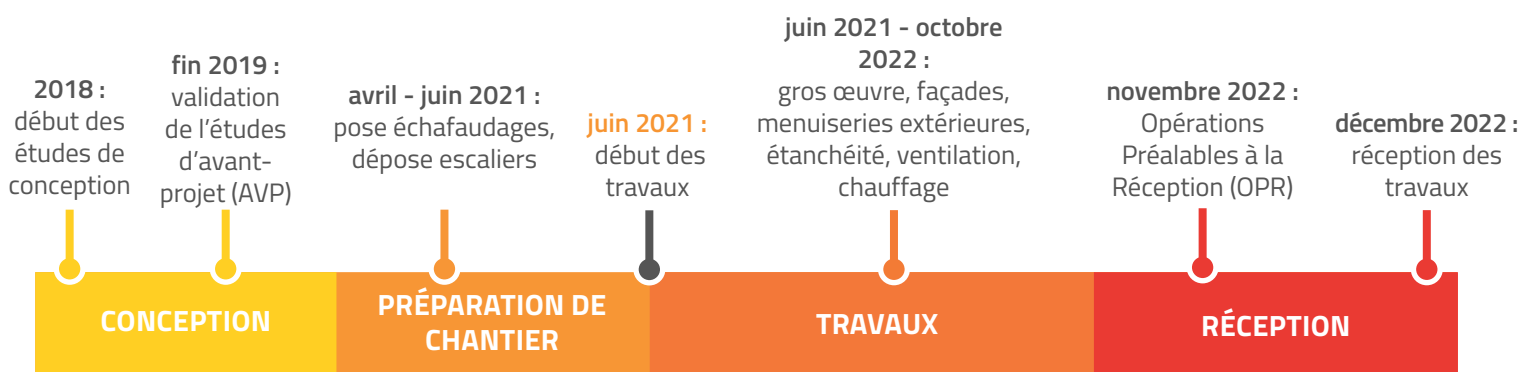 2018 :
début des
études de
conception
fin 2019 :
validation
de l'études
d'avant-
projet (AVP)
avril - juin 2021 :
pose échafaudages,
dépose escaliers
juin 2021 :
début des
travaux
juin 2021 - octobre
2022 :
gros œuvre, façades,
menuiseries extérieures,
étanchéité, ventilation,
chauffage
novembre 2022 :
Opérations
Préalables à la
Réception (OPR)
décembre 2022 :
réception des
travaux
CONCEPTION
PRÉPARATION DE
CHANTIER
TRAVAUX
RÉCEPTION